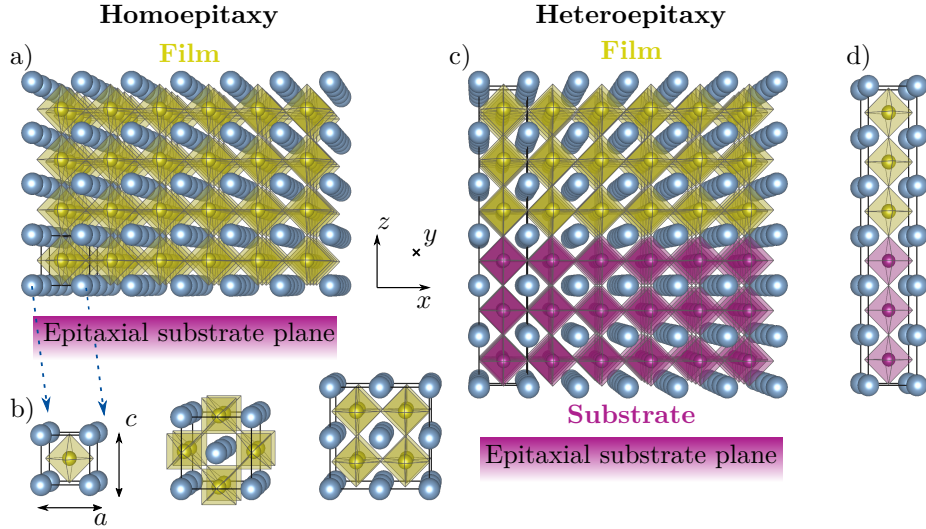 Homoepitaxy
Heteroepitaxy
a)
Film
c)
Film
d)
z
y
x
Epitaxial substrate plane
b)
c
a
Substrate
Epitaxial substrate plane